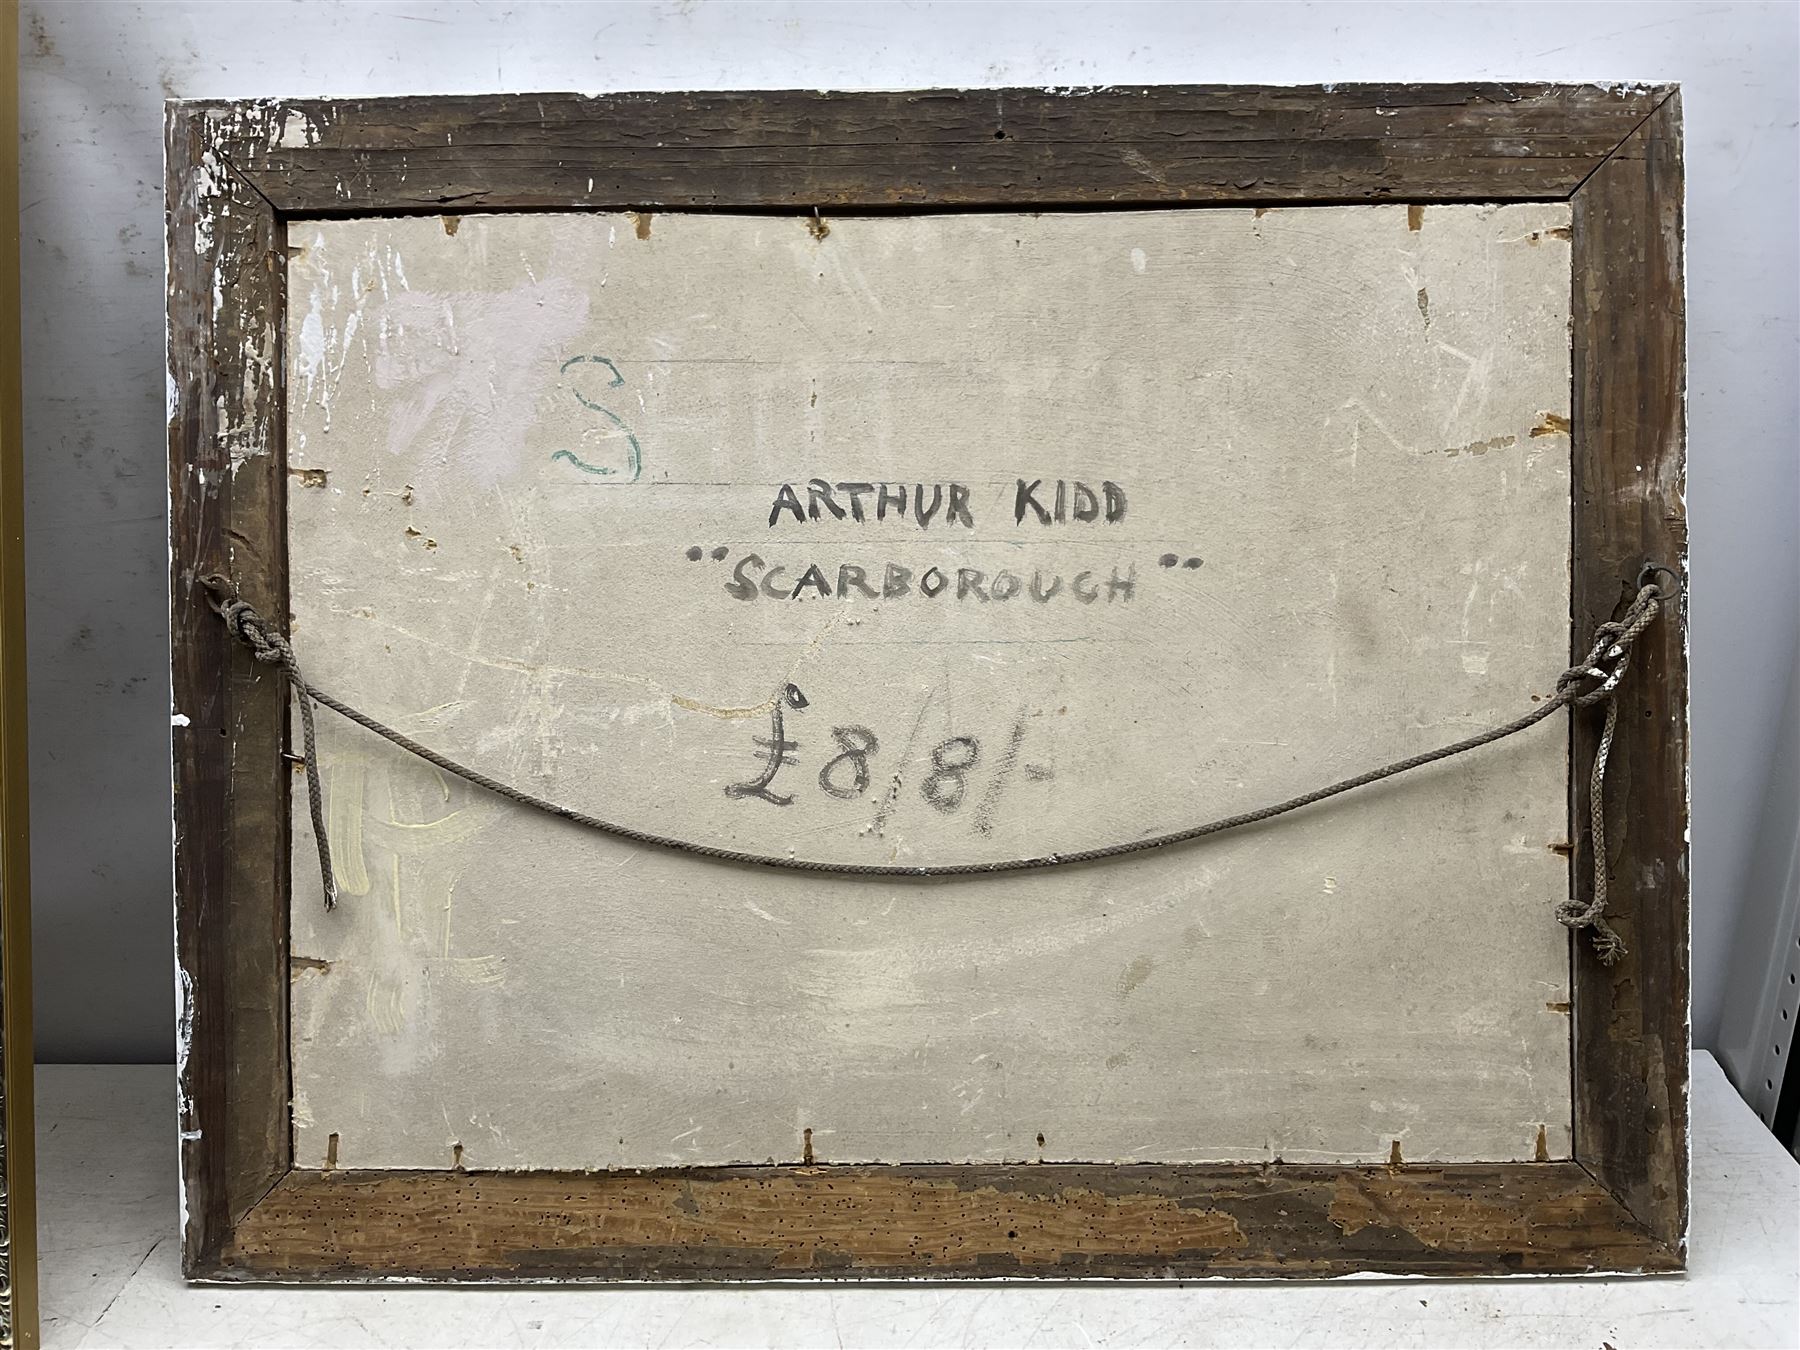 S
ARTHUR KIDD
"SCARBOROUGH"
£8/8/-